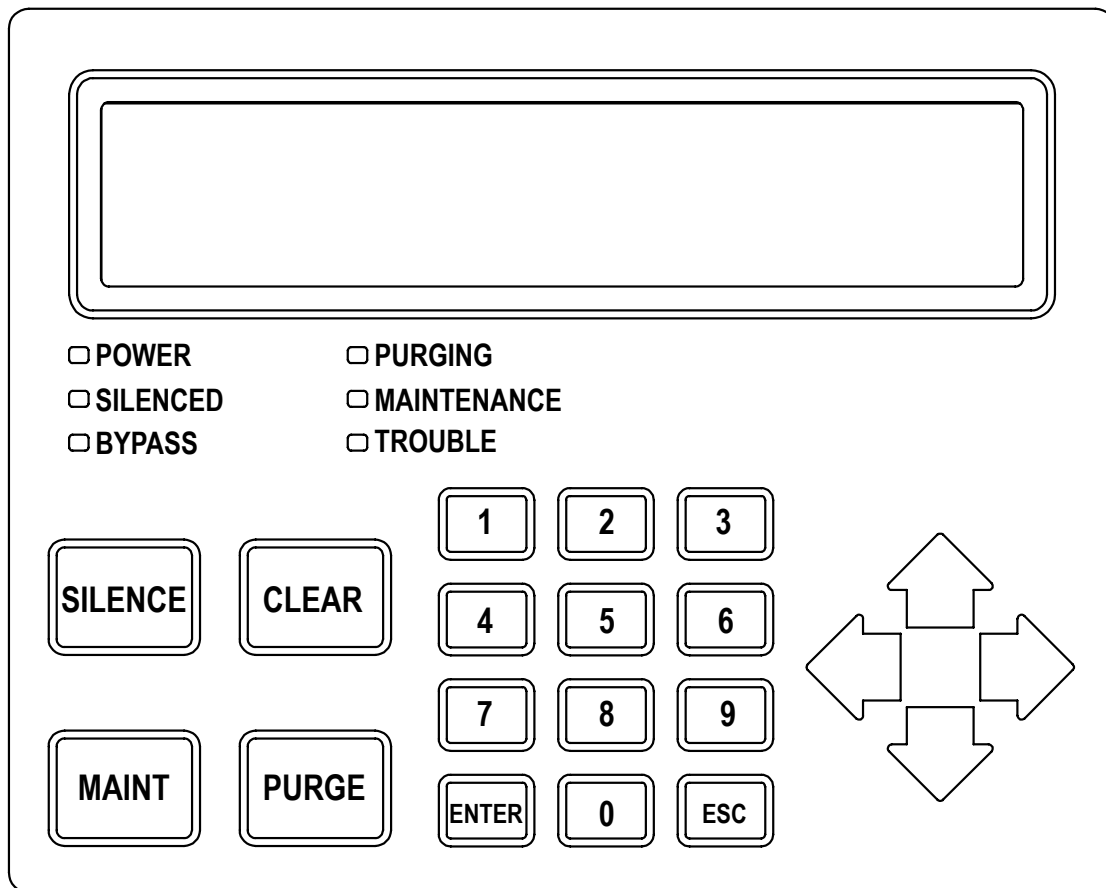 POWER PURGING
SILENCED MAINTENANCE
BYPASS TROUBLE
1 2 3
SILENCE CLEAR
4 5 6
7 8 9
MAINT PURGE
ENTER 0 ESC